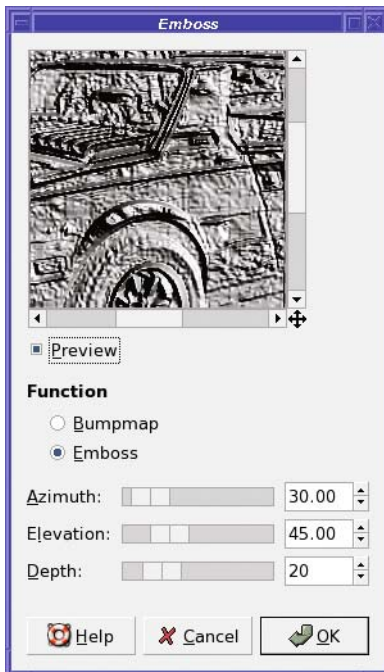 Emboss
Preview
Function
Bumpmap
Emboss
Azimuth: 30.00
Elevation: 45.00
Depth: 20
Help Cancel OK